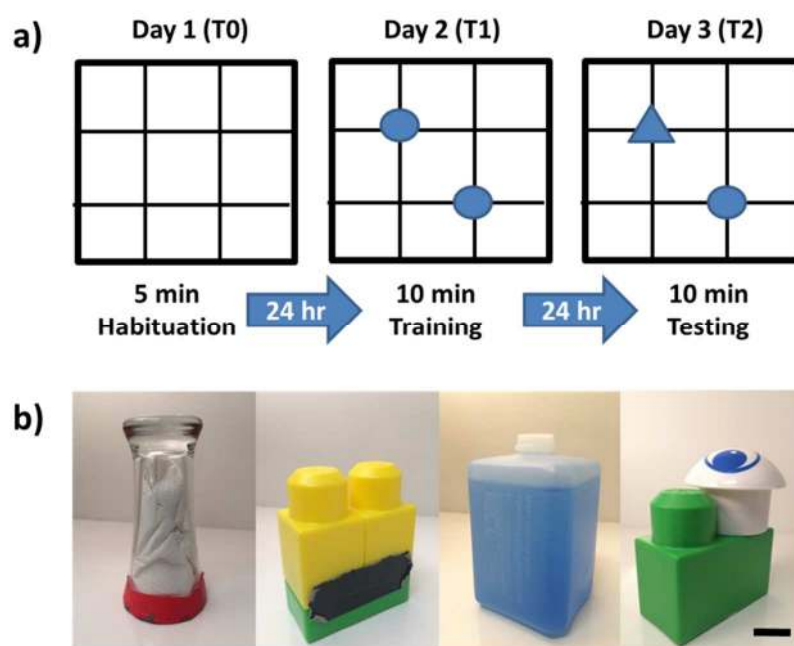 a)
Day 1 (T0) Day 2 (T1) Day 3 (T2)
5 min 10 min 10 min
Habituation 24 hr Training 24 hr Testing
b)